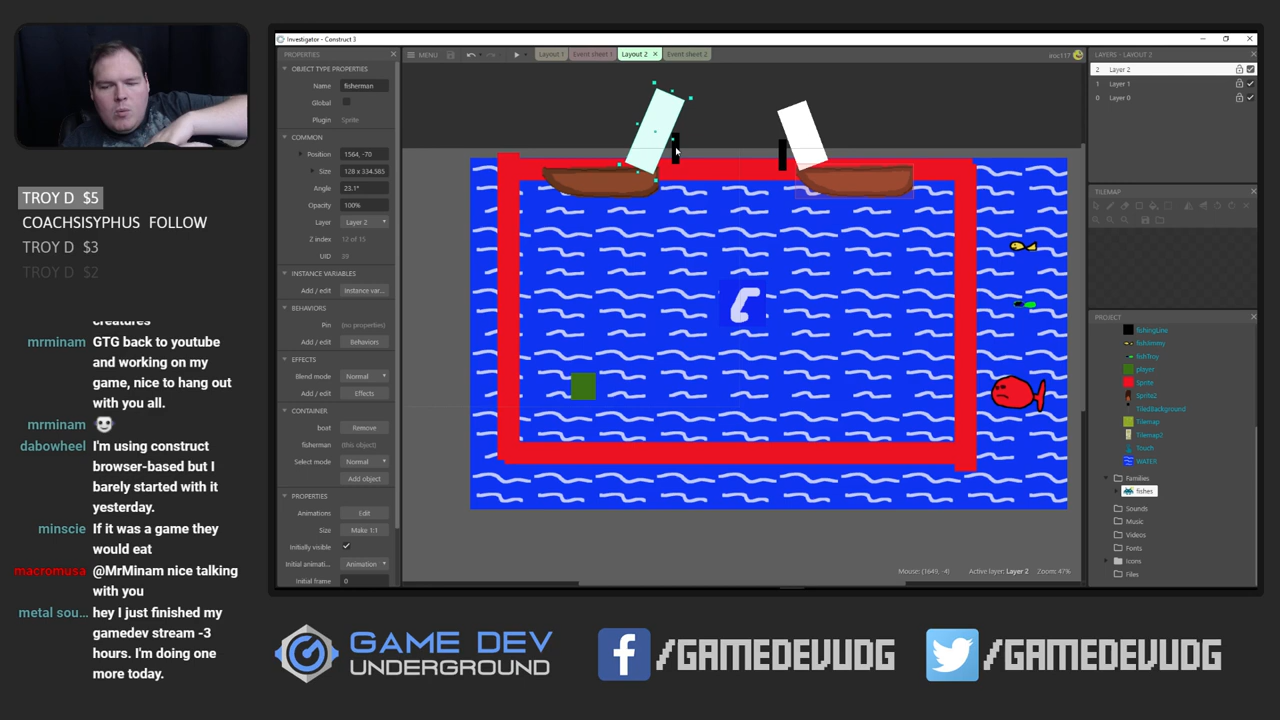 Investigator - Construct 3
PROPERTIES
OBJECT TYPE PROPERTIES
Name fisherman
Global
Plugin Sprite
COMMON
Position 1564, -70
Size 128 x 334.585
Angle 23.1°
Opacity 100%
Layer Layer 2
Z index 12 of 15
UID 38
INSTANCE VARIABLES
Add / edit Instance var...
BEHAVIORS
Pin (no properties)
Add / edit Behaviors
EFFECTS
Blend mode Normal
Add / edit Effects
CONTAINER
boat Remove
fisherman (this object)
Select mode Normal
Add object
PROPERTIES
Animations Edit
Size Make 1:1
Initially visible
Initial animati... Animation
Initial frame 0
MENU
Layout 1
Event sheet 1
Layout 2
Event sheet 2
Mouse: (1649, -4) Active layer: Layer 2 Zoom: 47%
LAYERS - LAYOUT 2
2 Layer 2
1 Layer 1
0 Layer 0
TILEMAP
PROJECT
fishingLine
fishJimmy
fishTroy
player
Sprite
Sprite2
TiledBackground
Tilemap
Tilemap2
Touch
WATER
Families
fishes
Sounds
Music
Videos
Fonts
Icons
Files
TROY D $5
COACHSISYPHUS FOLLOW
TROY D $3
TROY D $2
creatures
mrminam GTG back to youtube
and working on my
game, nice to hang out
with you all.
mrminam
dabowheel I'm using construct
browser-based but I
barely started with it
yesterday.
minscie If it was a game they
would eat
macromusa @MrMinam nice talking
with you
metal sou... hey I just finished my
gamedev stream -3
hours. I'm doing one
more today.
GAME DEV
UNDERGROUND
/GAMEDEVUDG
/GAMEDEVUDG